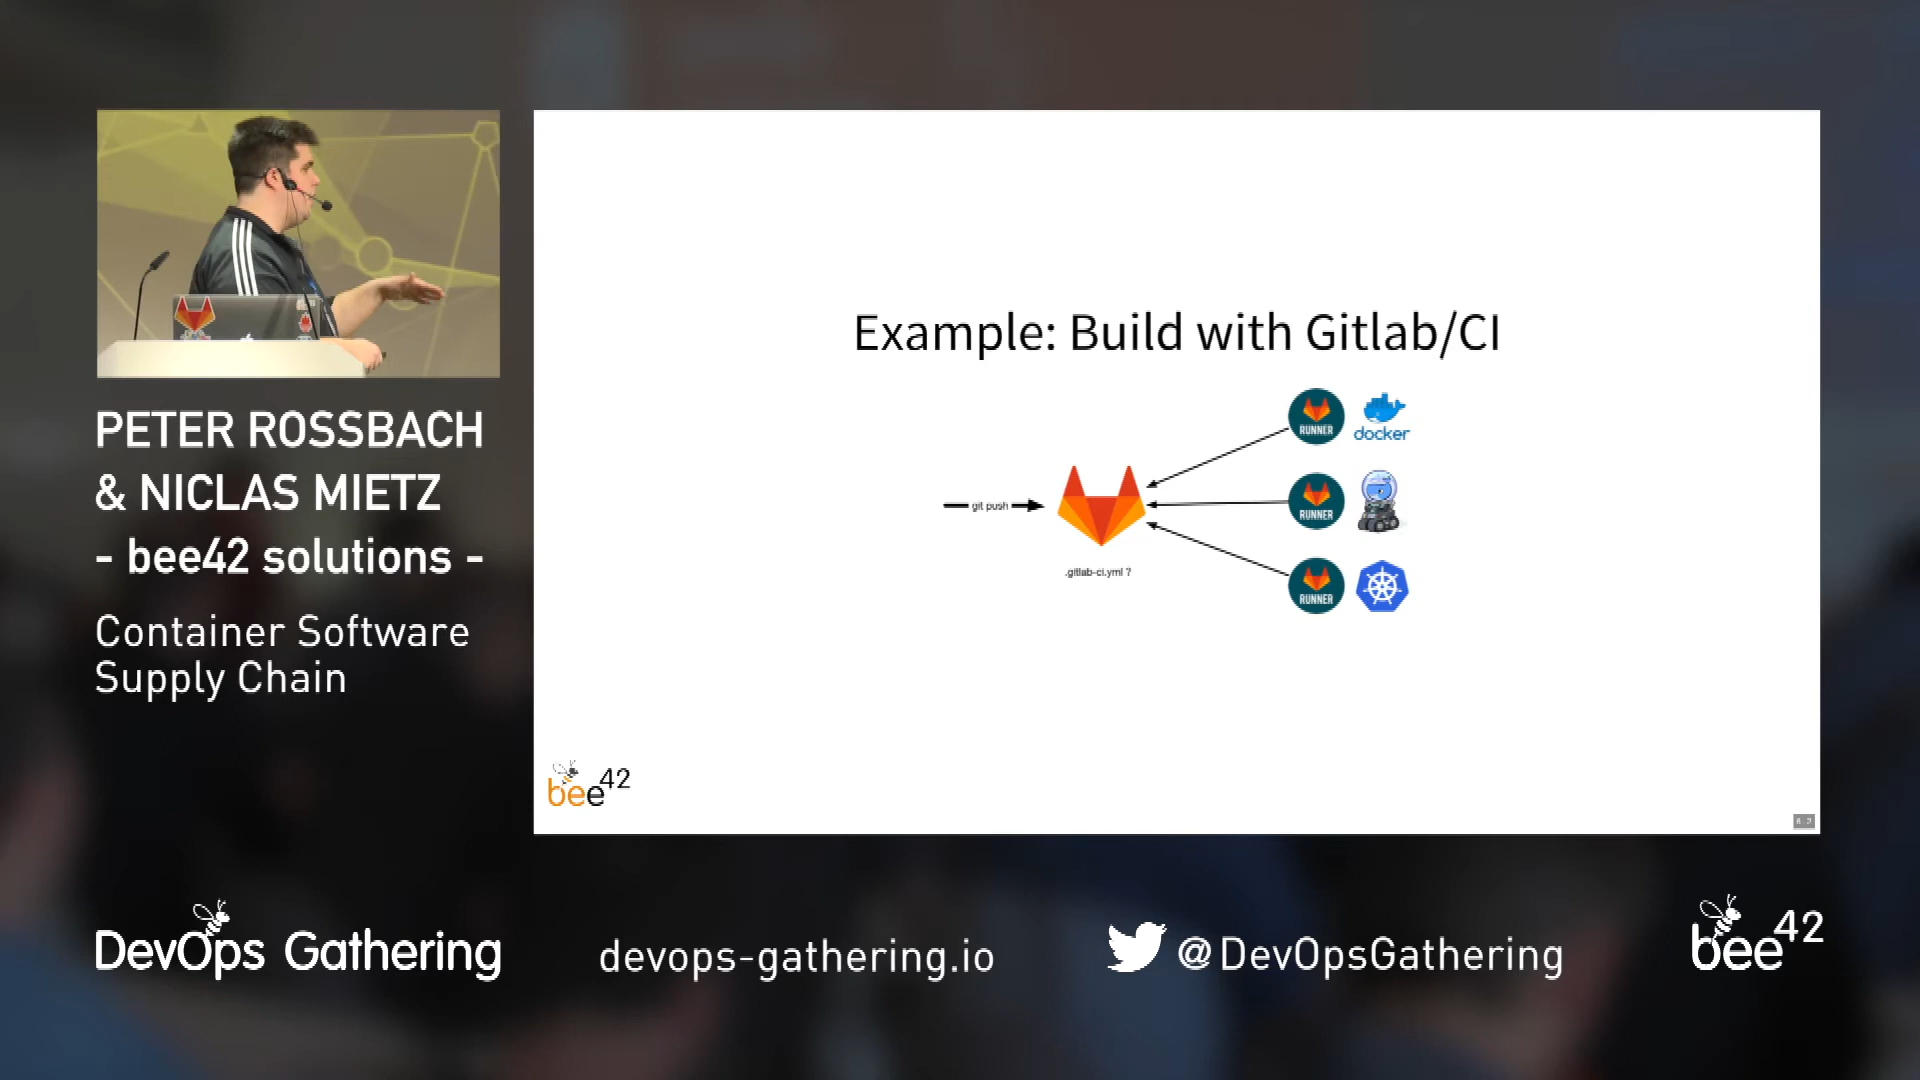 PETER ROSSBACH
& NICLAS MIETZ
- bee42 solutions -
Container Software
Supply Chain
Example: Build with Gitlab/CI
git push
.gitlab-ci.yml ?
RUNNER
docker
RUNNER
RUNNER
bee42
DevOps Gathering
devops-gathering.io
@DevOpsGathering
bee42